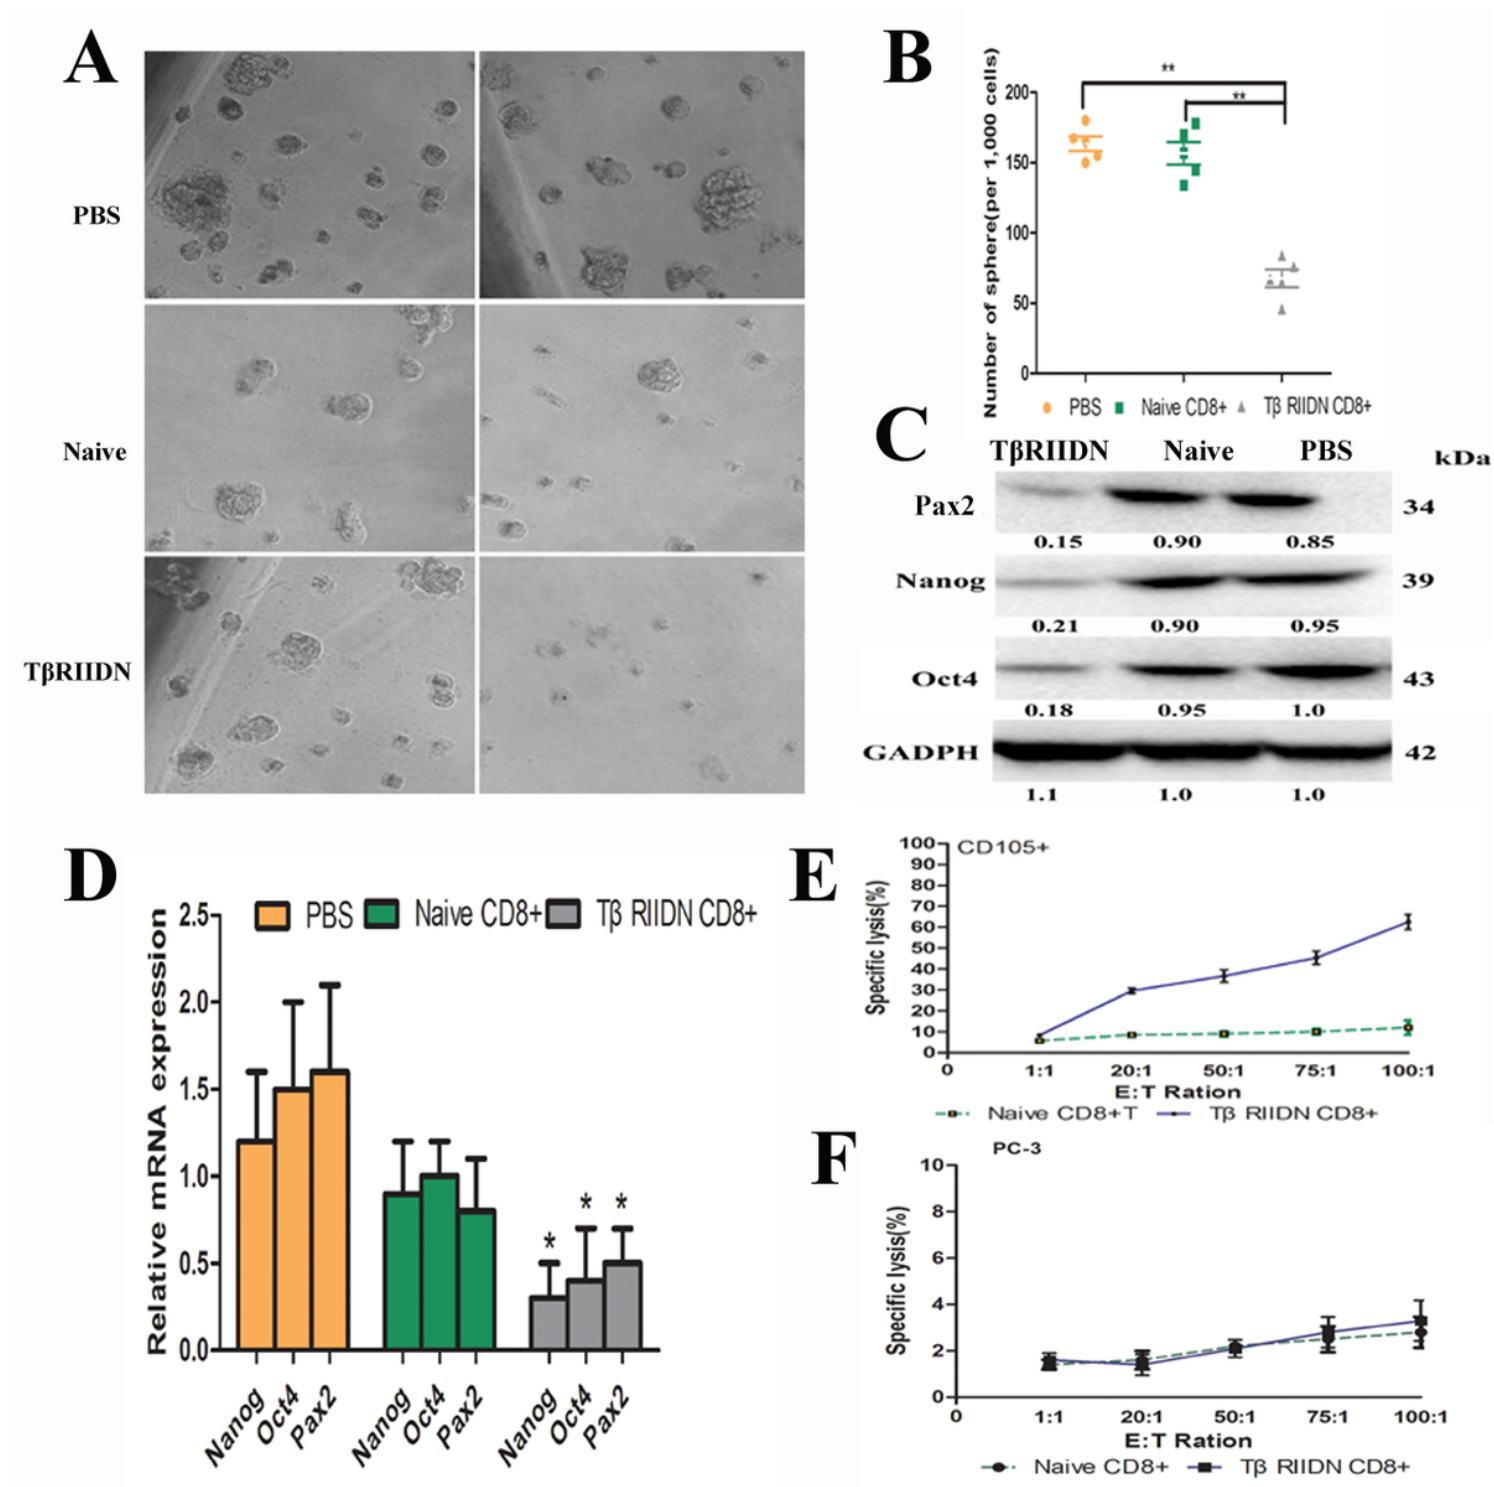 A
PBS
Naive
TβRIIDN
B
Number of sphere(per 1,000 cells)
**
**
200
150
100
50
0
PBS Naive CD8+ Tβ RIIDN CD8+
C
TβRIIDN Naive PBS kDa
Pax2 34
0.15 0.90 0.85
Nanog 39
0.21 0.90 0.95
Oct4 43
0.18 0.95 1.0
GADPH 42
1.1 1.0 1.0
D
Relative mRNA expression
PBS Naive CD8+ Tβ RIIDN CD8+
2.5
2.0
1.5
1.0
0.5
0.0
* * *
Nanog Oct4 Pax2 Nanog Oct4 Pax2 Nanog Oct4 Pax2
E
CD105+
Specific lysis(%)
100
90
80
70
60
50
40
30
20
10
0
0 1:1 20:1 50:1 75:1 100:1
E:T Ration
Naive CD8+T Tβ RIIDN CD8+
F
PC-3
Specific lysis(%)
10
8
6
4
2
0
0 1:1 20:1 50:1 75:1 100:1
E:T Ration
Naive CD8+ Tβ RIIDN CD8+